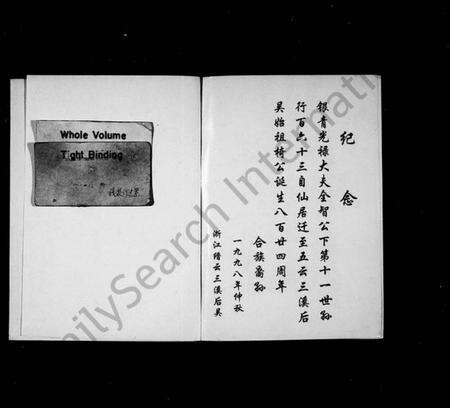 Whole Volume
Tight Binding
纪念
银青光禄大夫全智公下第十一世孙
行百六十三自仙居迁至五云三溪后
吴始祖椅公诞生八百廿四周年
合族裔孙
一九九八年仲秋
浙江缙云三溪后吴
FamilySearch International